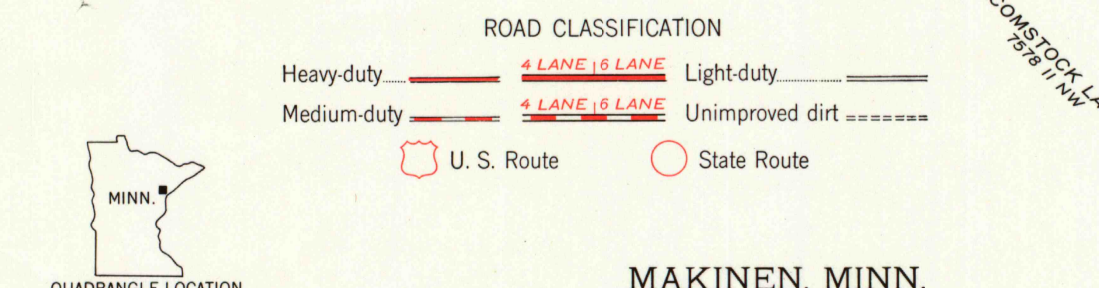 ROAD CLASSIFICATION
Heavy-duty 4 LANE 6 LANE Light-duty
Medium-duty 4 LANE 6 LANE Unimproved dirt
U. S. Route State Route
COMSTOCK
7578 II NW
MINN.
QUADRANGLE LOCATION
MAKINEN, MINN.